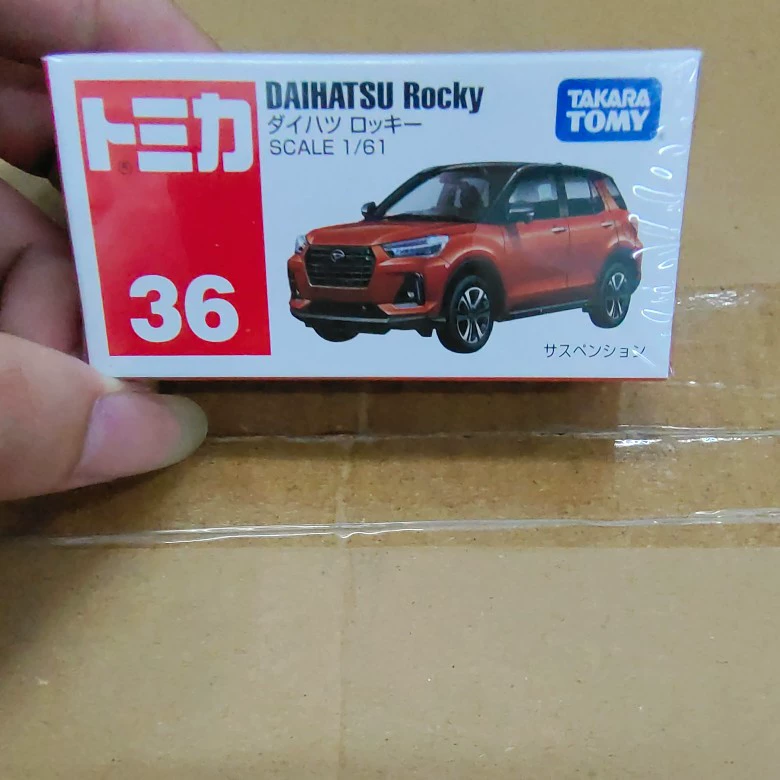 トミカ
36
DAIHATSU Rocky
ダイハツ ロッキー
SCALE 1/61
TAKARA
TOMY
サスペンション